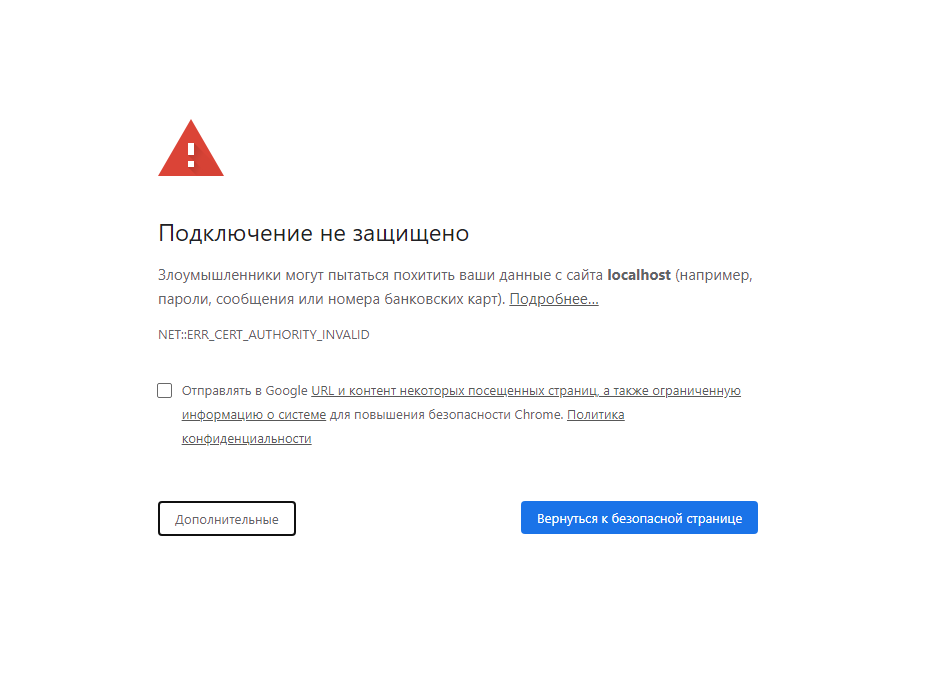 Подключение не защищено
Злоумышленники могут пытаться похитить ваши данные с сайта localhost (например,
пароли, сообщения или номера банковских карт). Подробнее...
NET::ERR_CERT_AUTHORITY_INVALID
Отправлять в Google URL и контент некоторых посещенных страниц, а также ограниченную
информацию о системе для повышения безопасности Chrome. Политика
конфиденциальности
Дополнительные
Вернуться к безопасной странице